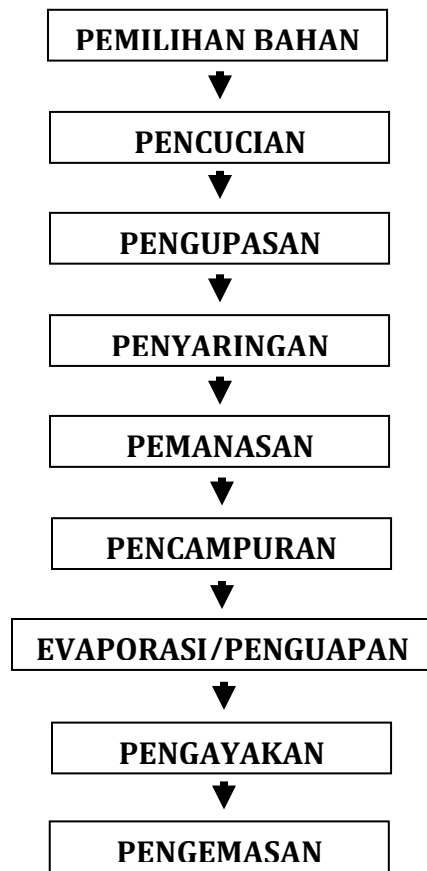 PEMILIHAN BAHAN
PENCUCIAN
PENGUPASAN
PENYARINGAN
PEMANASAN
PENCAMPURAN
EVAPORASI/PENGUAPAN
PENGAYAKAN
PENGEMASAN